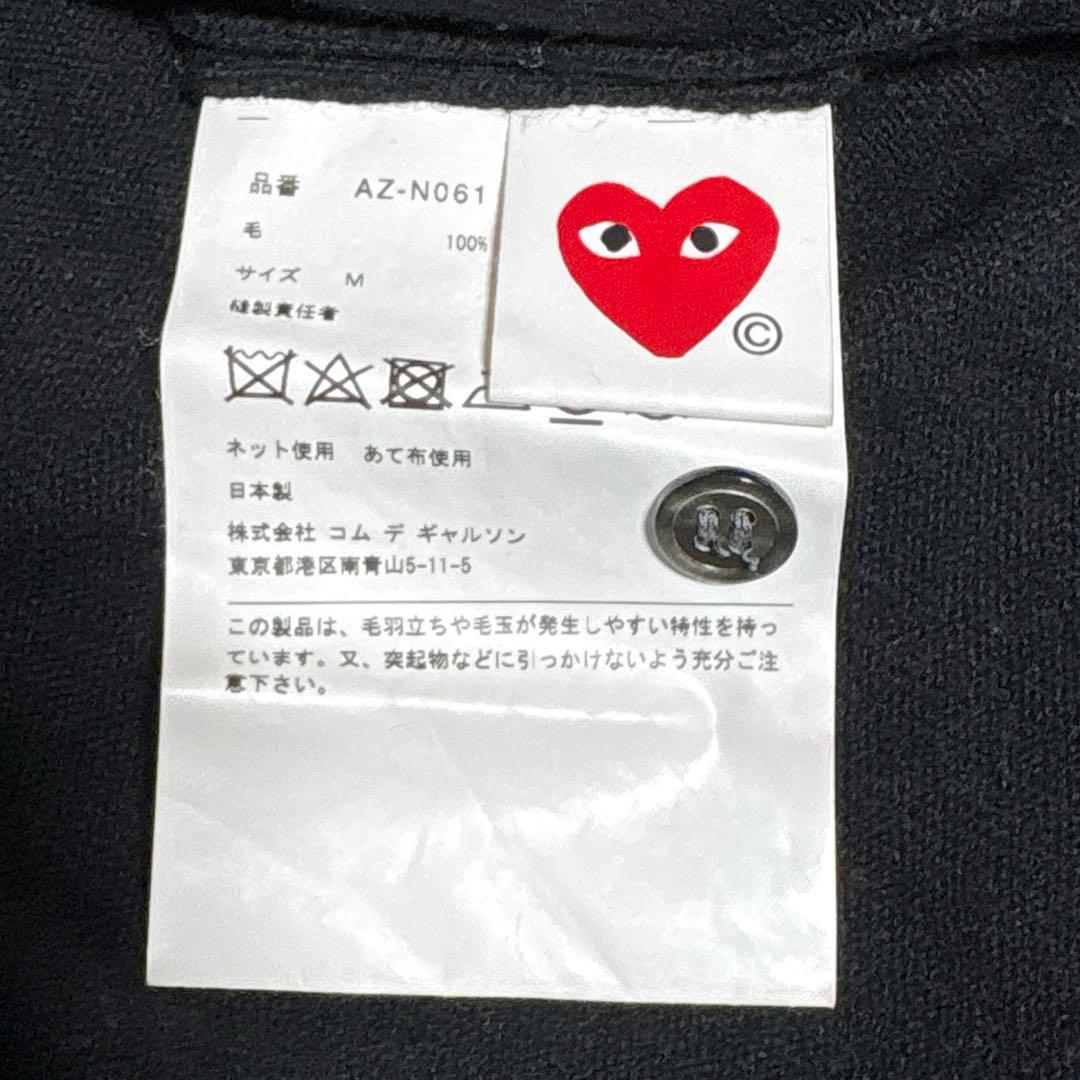 品番 AZ-N061
毛 100%
サイズ M
縫製責任者
©
ネット使用 あて布使用
日本製
株式会社 コム デ ギャルソン
東京都港区南青山5-11-5
この製品は、毛羽立ちや毛玉が発生しやすい特性を持っ
ています。又、突起物などに引っかけないよう充分ご注
意下さい。